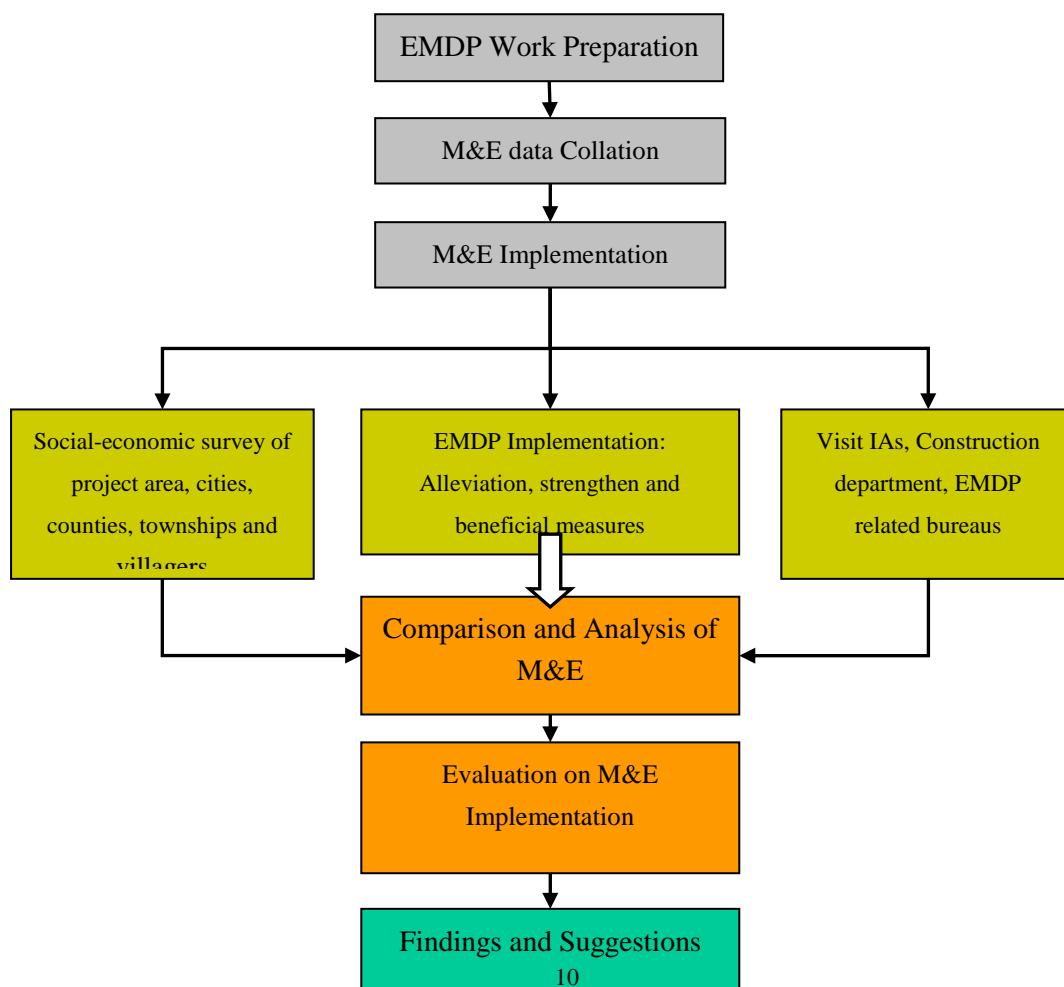 EMDP Work Preparation
M&E data Collation
M&E Implementation
Social-economic survey of
project area, cities,
counties, townships and
villagers
EMDP Implementation:
Alleviation, strengthen and
beneficial measures
Visit IAs, Construction
department, EMDP
related bureaus
Comparison and Analysis of
M&E
Evaluation on M&E
Implementation
Findings and Suggestions
10